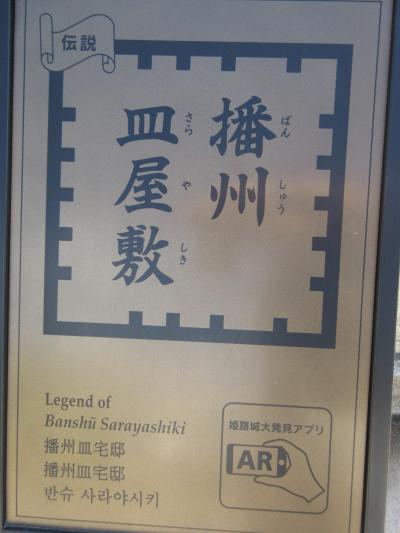 伝説
播州
ばんしゅう
皿屋敷
さらやしき
Legend of
Banshū Sarayashiki
播州皿宅邸
播州皿宅邸
반슈 사라야시키
姫路城大発見アプリ
AR